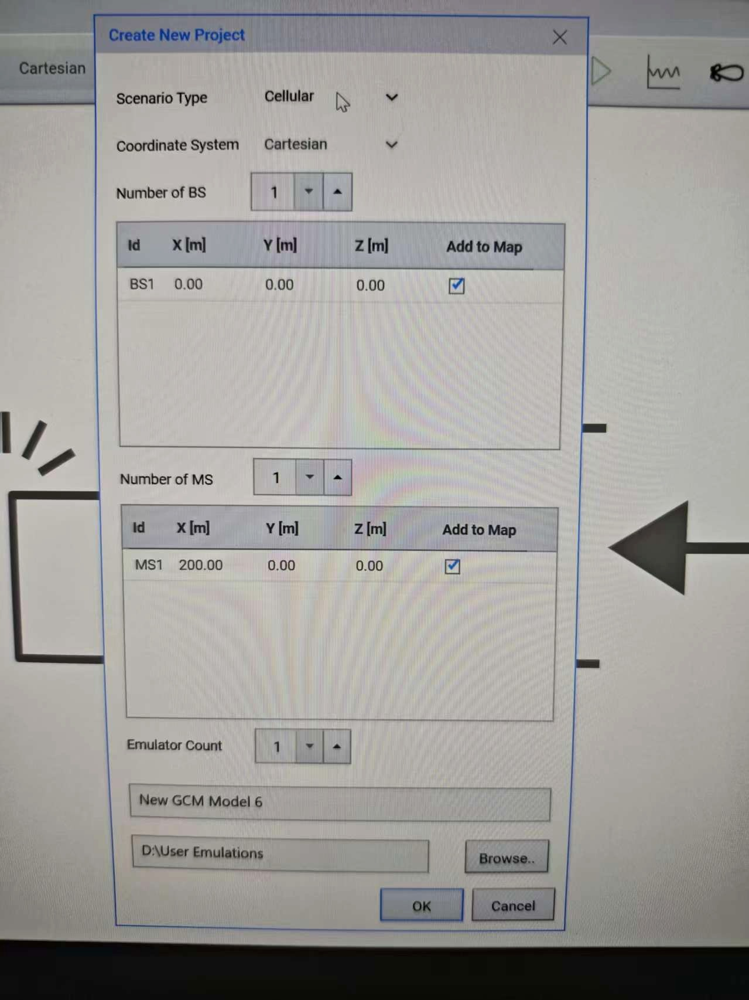 Create New Project
Cartesian
Scenario Type Cellular
Coordinate System Cartesian
Number of BS 1
Id X [m] Y [m] Z [m] Add to Map
BS1 0.00 0.00 0.00
Number of MS 1
Id X [m] Y [m] Z [m] Add to Map
MS1 200.00 0.00 0.00
Emulator Count 1
New GCM Model 6
D:\User Emulations Browse..
OK Cancel